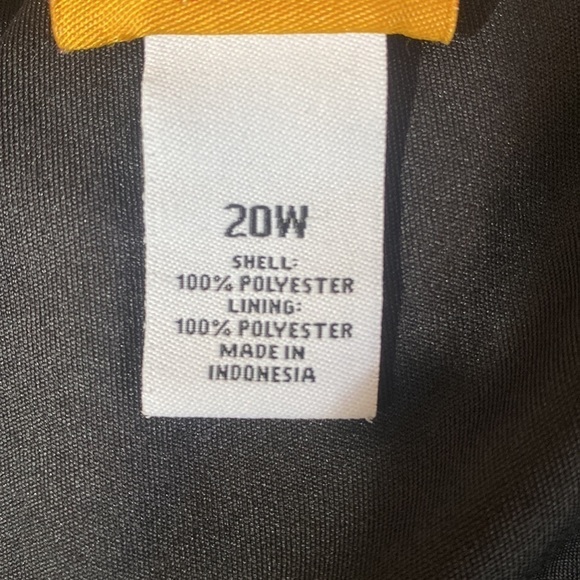 20W
SHELL:
100% POLYESTER
LINING:
100% POLYESTER
MADE IN
INDONESIA